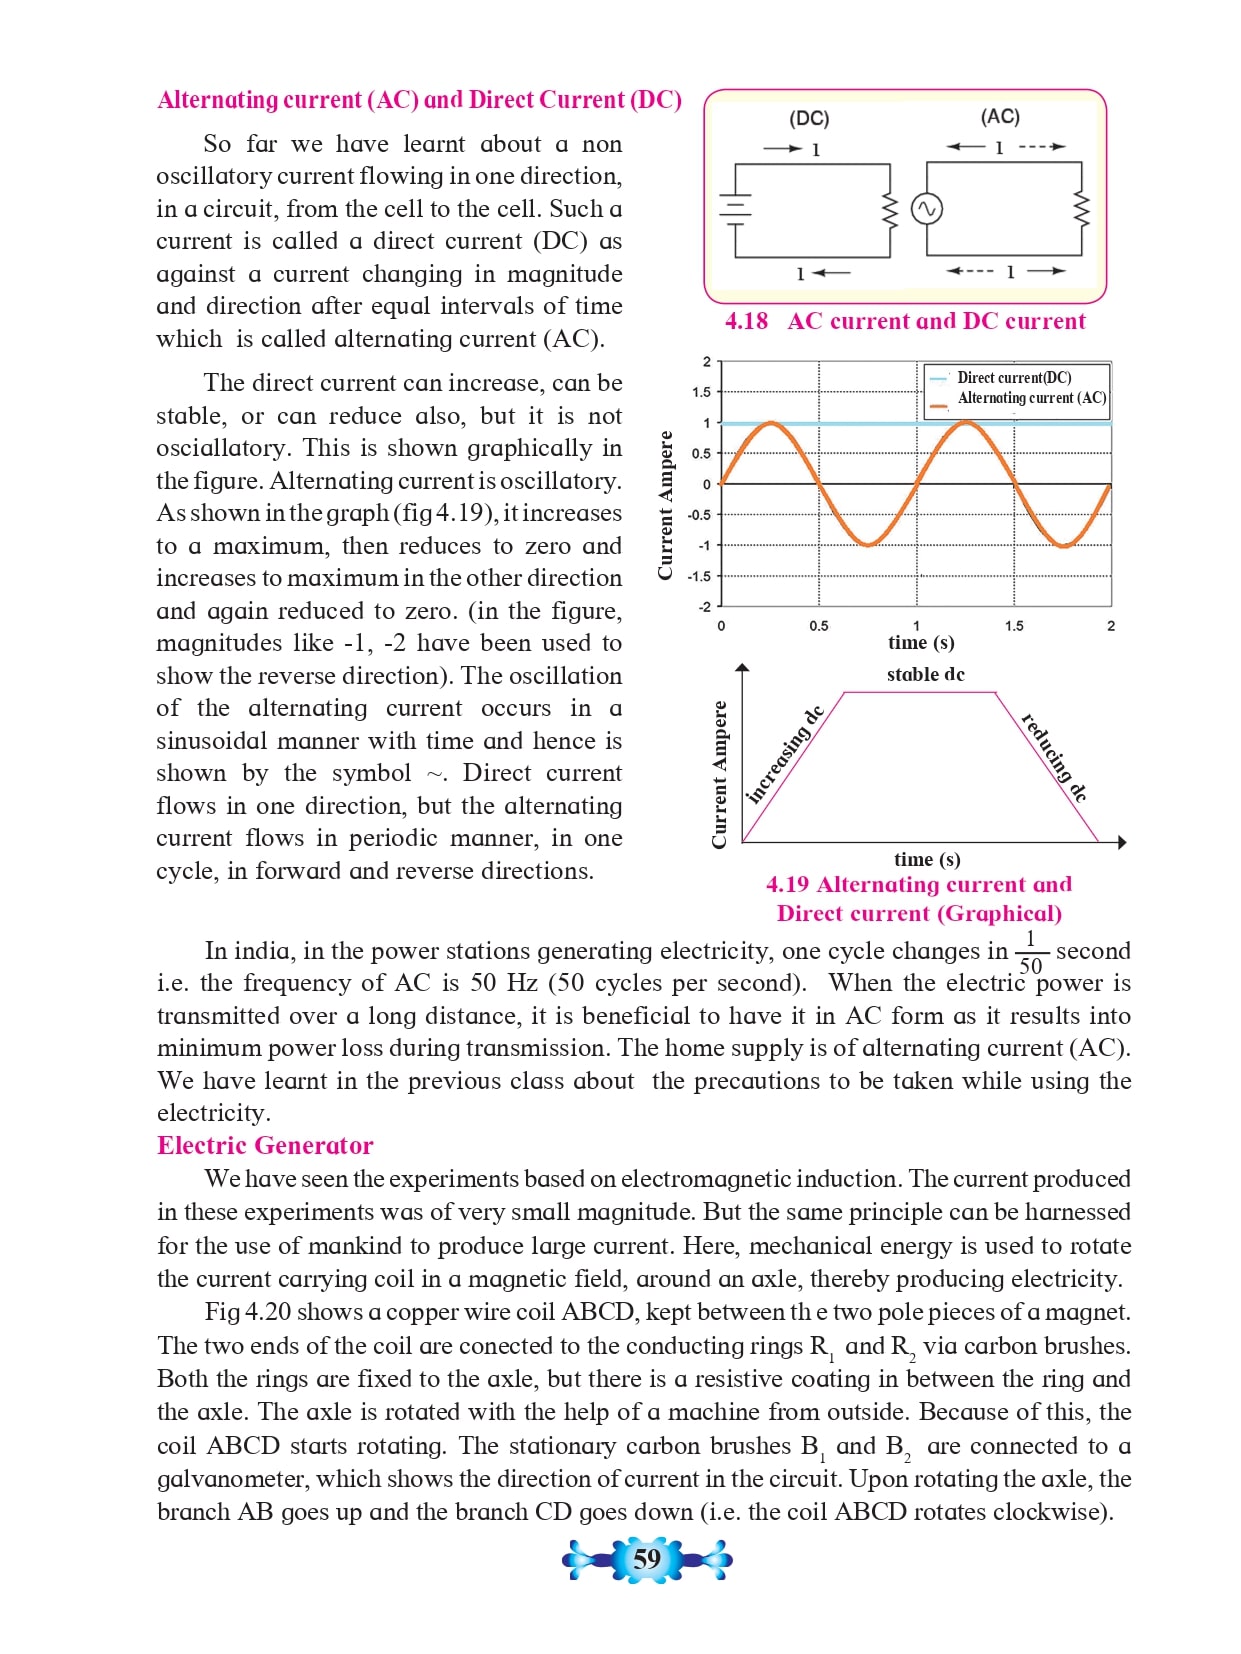 Alternating current (AC) and Direct Current (DC)
So far we have learnt about a non
oscillatory current flowing in one direction,
in a circuit, from the cell to the cell. Such a
current is called a direct current (DC) as
against a current changing in magnitude
and direction after equal intervals of time
which is called alternating current (AC).
The direct current can increase, can be
stable, or can reduce also, but it is not
osciallatory. This is shown graphically in
the figure. Alternating current is oscillatory.
As shown in the graph (fig 4.19), it increases
to a maximum, then reduces to zero and
increases to maximum in the other direction
and again reduced to zero. (in the figure,
magnitudes like -1, -2 have been used to
show the reverse direction). The oscillation
of the alternating current occurs in a
sinusoidal manner with time and hence is
shown by the symbol ~. Direct current
flows in one direction, but the alternating
current flows in periodic manner, in one
cycle, in forward and reverse directions.
(DC)
(AC)
1
1
1
1
4.18 AC current and DC current
2
1.5
1
0.5
0
-0.5
-1
-1.5
-2
Current Ampere
Direct current(DC)
Alternating current (AC)
0 0.5 1 1.5 2
time (s)
stable dc
increasing dc
reducing dc
Current Ampere
time (s)
4.19 Alternating current and
Direct current (Graphical)
In india, in the power stations generating electricity, one cycle changes in 1/50 second
i.e. the frequency of AC is 50 Hz (50 cycles per second). When the electric power is
transmitted over a long distance, it is beneficial to have it in AC form as it results into
minimum power loss during transmission. The home supply is of alternating current (AC).
We have learnt in the previous class about the precautions to be taken while using the
electricity.
Electric Generator
We have seen the experiments based on electromagnetic induction. The current produced
in these experiments was of very small magnitude. But the same principle can be harnessed
for the use of mankind to produce large current. Here, mechanical energy is used to rotate
the current carrying coil in a magnetic field, around an axle, thereby producing electricity.
Fig 4.20 shows a copper wire coil ABCD, kept between th e two pole pieces of a magnet.
The two ends of the coil are conected to the conducting rings R₁ and R₂ via carbon brushes.
Both the rings are fixed to the axle, but there is a resistive coating in between the ring and
the axle. The axle is rotated with the help of a machine from outside. Because of this, the
coil ABCD starts rotating. The stationary carbon brushes B₁ and B₂ are connected to a
galvanometer, which shows the direction of current in the circuit. Upon rotating the axle, the
branch AB goes up and the branch CD goes down (i.e. the coil ABCD rotates clockwise).
59